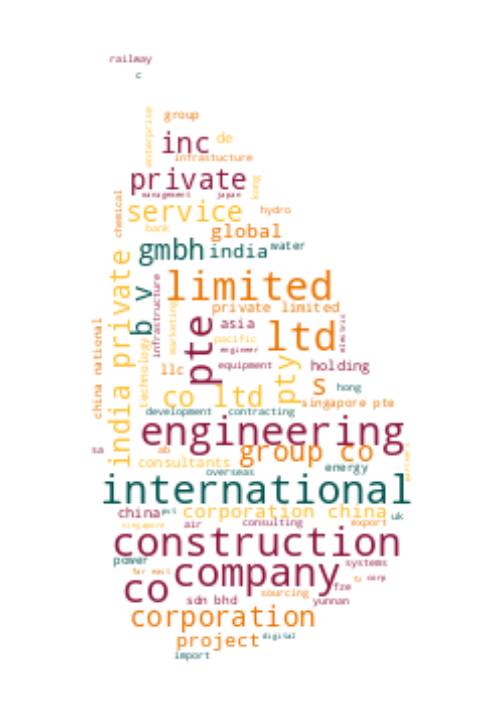 railway
c
enterprise
group
inc
de
infrastucture
private
management
japan
kong
chemical
service
hydro
bank
global
gmbh
india
water
india private
b v
infrastructure
limited
marketing
private limited
pte
asia
ltd
electric
china national
technology
pacific
engineer
llc
equipment
pty
holding
s
hong
co ltd
singapore pte
development
contracting
engineering
sa
ab
group co
partners
consultants
overseas
energy
international
china
pvt
corporation china
uk
singapore
air
consulting
export
construction
power
far east
company
systems
corp
co
fze
sourcing
sdn bhd
yunnan
corporation
project
digital
import